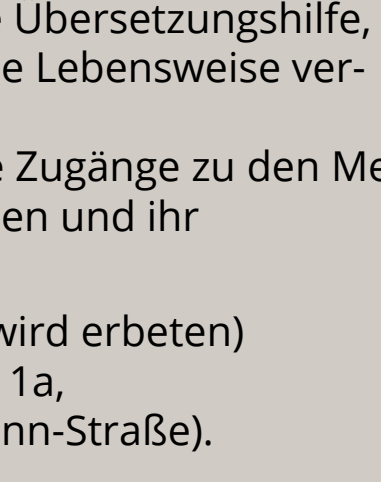 Übersetzungshilfe,
e Lebensweise ver-
e Zugänge zu den Me
en und ihr
wird erbeten)
1a,
nn-Straße).